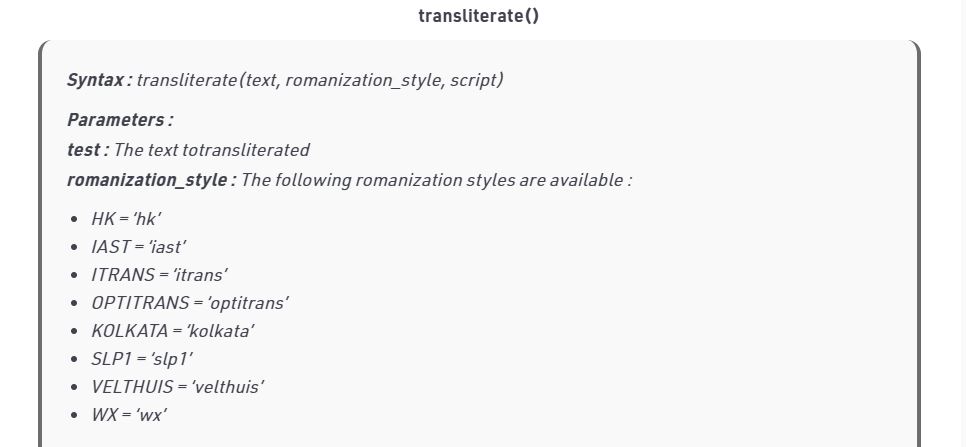 transliterate()
Syntax : transliterate(text, romanization_style, script)
Parameters :
test : The text totransliterated
romanization_style : The following romanization styles are available :
• HK = ‘hk’
• IAST = ‘iast’
• ITRANS = ‘itrans’
• OPTITRANS = ‘optitrans’
• KOLKATA = ‘kolkata’
• SLP1 = ‘slp1’
• VELTHUIS = ‘velthuis’
• WX = ‘wx’